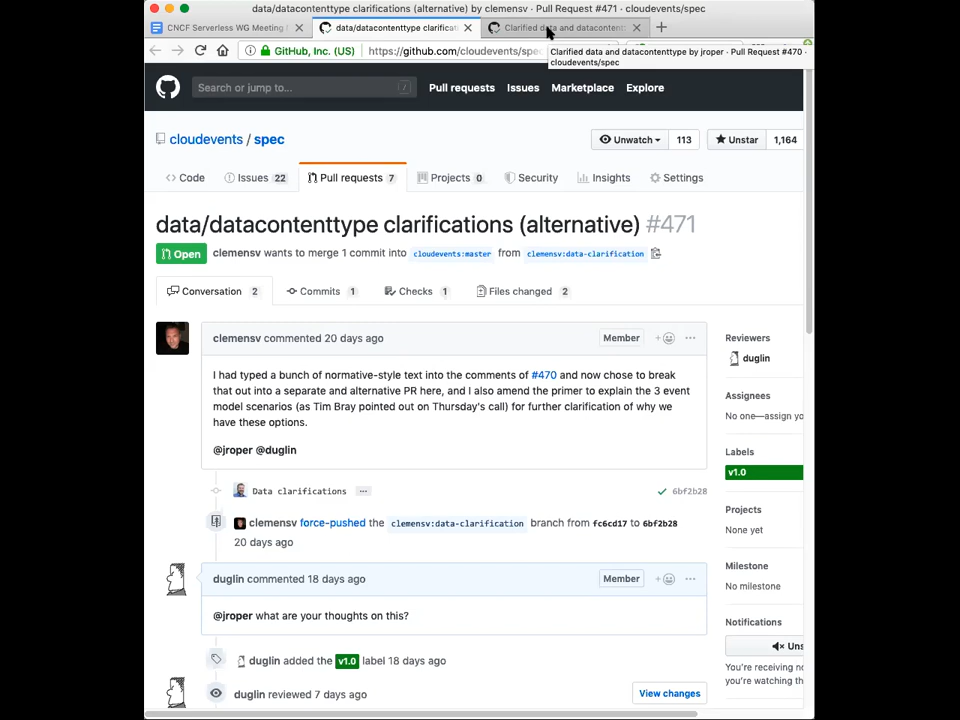 data/datacontenttype clarifications (alternative) by clemensv · Pull Request #471 · cloudevents/spec
CNCF Serverless WG Meeting
data/datacontenttype clarificat
Clarified data and datacontent
GitHub, Inc. (US)
https://github.com/cloudevents/spe
Clarified data and datacontenttype by jroper · Pull Request #470 ·
cloudevents/spec
Search or jump to...
/
Pull requests
Issues
Marketplace
Explore
cloudevents / spec
Unwatch
113
Unstar
1,164
Code
Issues 22
Pull requests 7
Projects 0
Security
Insights
Settings
data/datacontenttype clarifications (alternative) #471
Open
clemensv wants to merge 1 commit into cloudevents:master from clemensv:data-clarification
Conversation 2
Commits 1
Checks 1
Files changed 2
clemensv commented 20 days ago
Member
I had typed a bunch of normative-style text into the comments of #470 and now chose to break
that out into a separate and alternative PR here, and I also amend the primer to explain the 3 event
model scenarios (as Tim Bray pointed out on Thursday's call) for further clarification of why we
have these options.
@jroper @duglin
Data clarifications
6bf2b28
clemensv force-pushed the clemensv:data-clarification branch from fc6cd17 to 6bf2b28
20 days ago
duglin commented 18 days ago
Member
@jroper what are your thoughts on this?
duglin added the v1.0 label 18 days ago
duglin reviewed 7 days ago
View changes
Reviewers
duglin
Assignees
No one—assign yo
Labels
v1.0
Projects
None yet
Milestone
No milestone
Notifications
Uns
You're receiving n
you're watching th